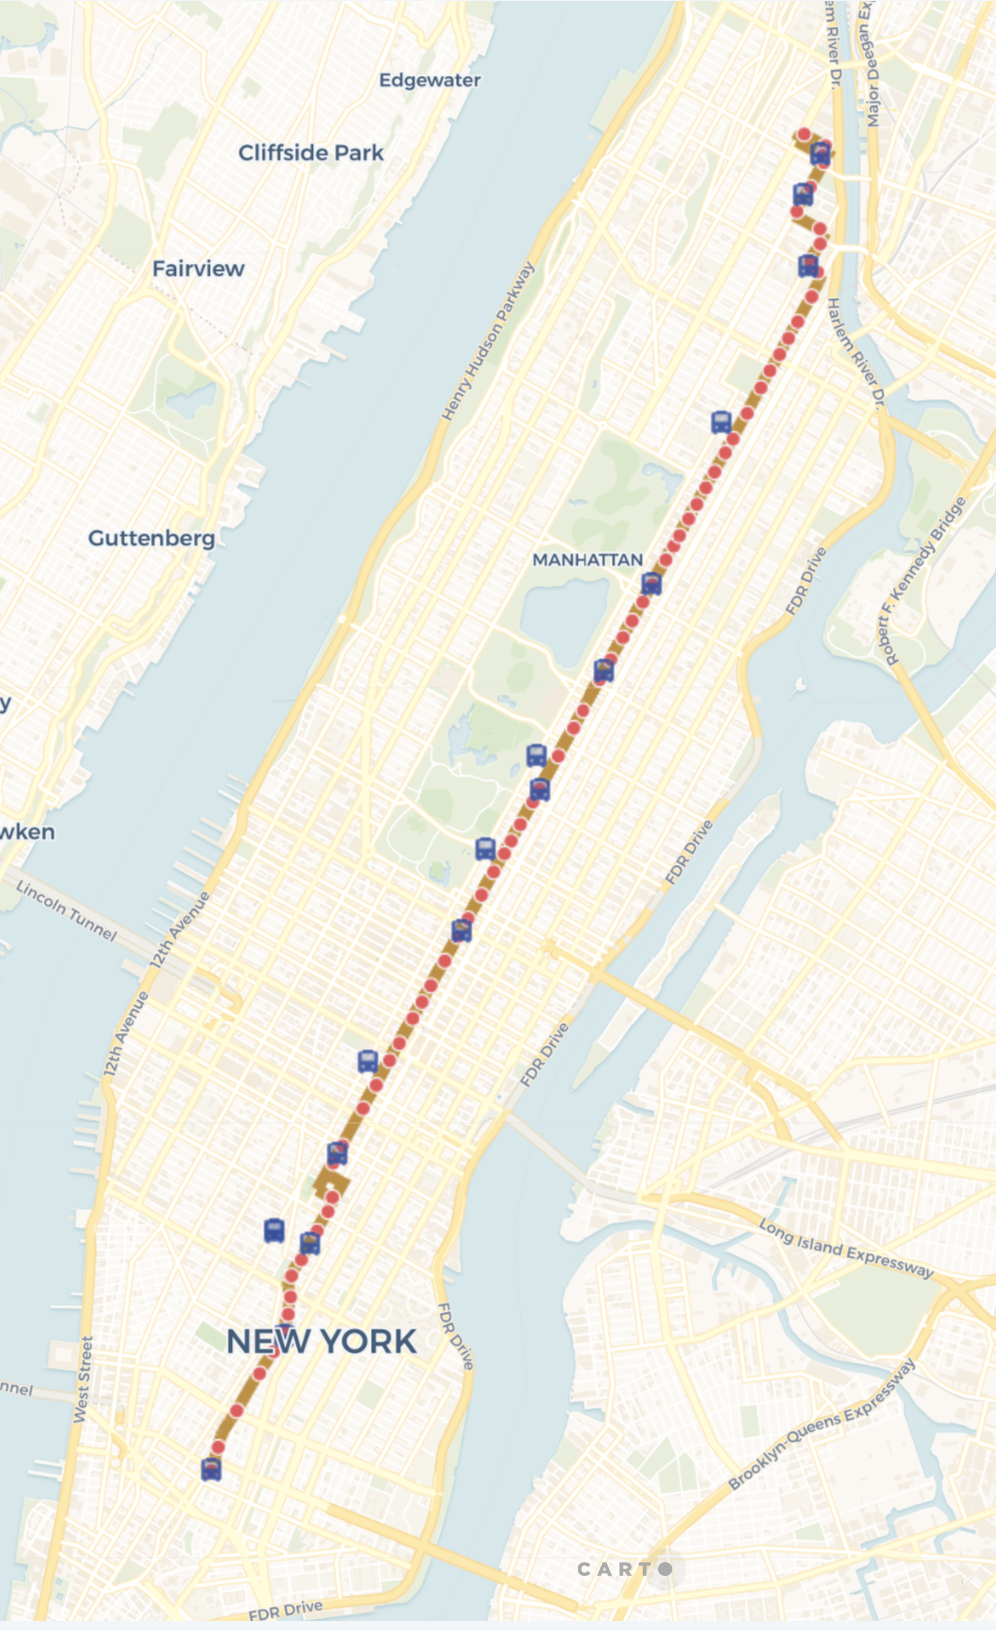 em River Dr.
Major Deegan Ex
Edgewater
Cliffside Park
Fairview
Henry Hudson Parkway
Harlem River Dr.
Guttenberg
MANHATTAN
FDR Drive
Robert F. Kennedy Bridge
y
wken
Lincoln Tunnel
12th Avenue
FDR Drive
12th Avenue
FDR Drive
Long Island Expressway
NEW YORK
FDR Drive
West Street
nnel
Brooklyn-Queens Expressway
CARTO
FDR Drive